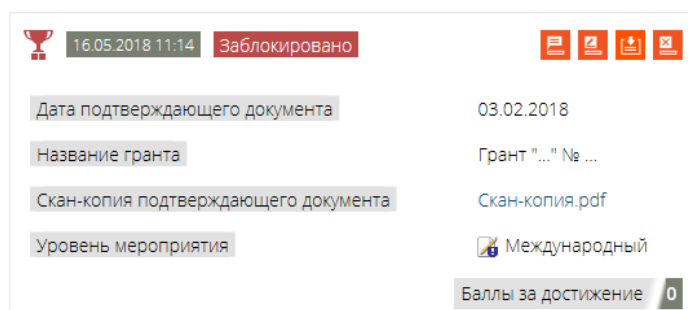 16.05.2018 11:14 Заблокировано
Дата подтверждающего документа 03.02.2018
Название гранта Грант "..." № ...
Скан-копия подтверждающего документа Скан-копия.pdf
Уровень мероприятия Международный
Баллы за достижение 0